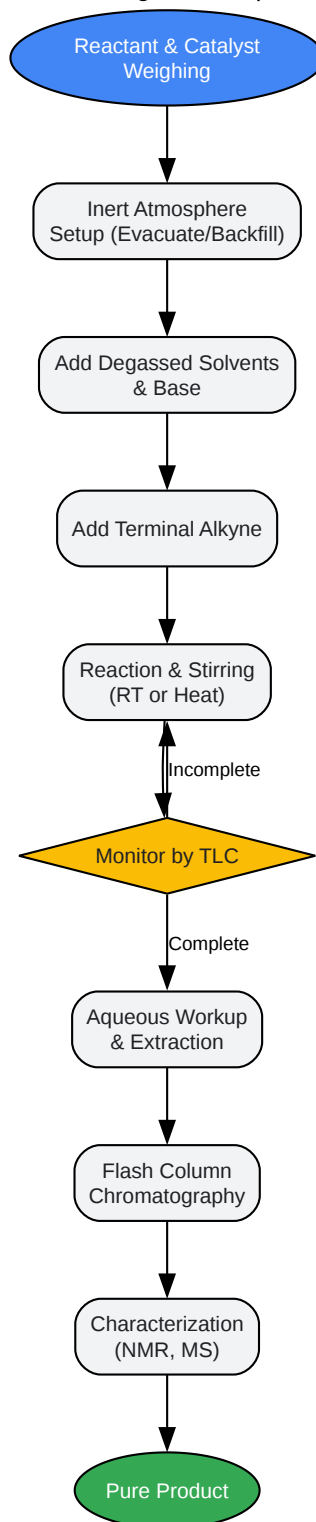 Reactant & Catalyst
Weighing
Inert Atmosphere
Setup (Evacuate/Backfill)
Add Degassed Solvents
& Base
Add Terminal Alkyne
Reaction & Stirring
(RT or Heat)
Incomplete
Monitor by TLC
Complete
Aqueous Workup
& Extraction
Flash Column
Chromatography
Characterization
(NMR, MS)
Pure Product